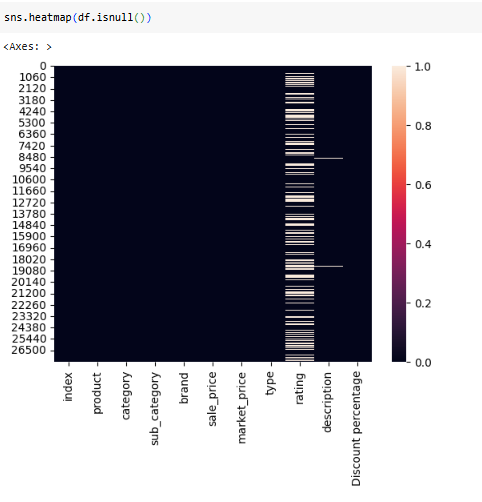 sns.heatmap(df.isnull())
<Axes: >
0
1060
2120
3180
4240
5300
6360
7420
8480
9540
10600
11660
12720
13780
14840
15900
16960
18020
19080
20140
21200
22260
23320
24380
25440
26500
index
product
category
sub_category
brand
sale_price
market_price
type
rating
description
Discount percentage
1.0
0.8
0.6
0.4
0.2
0.0